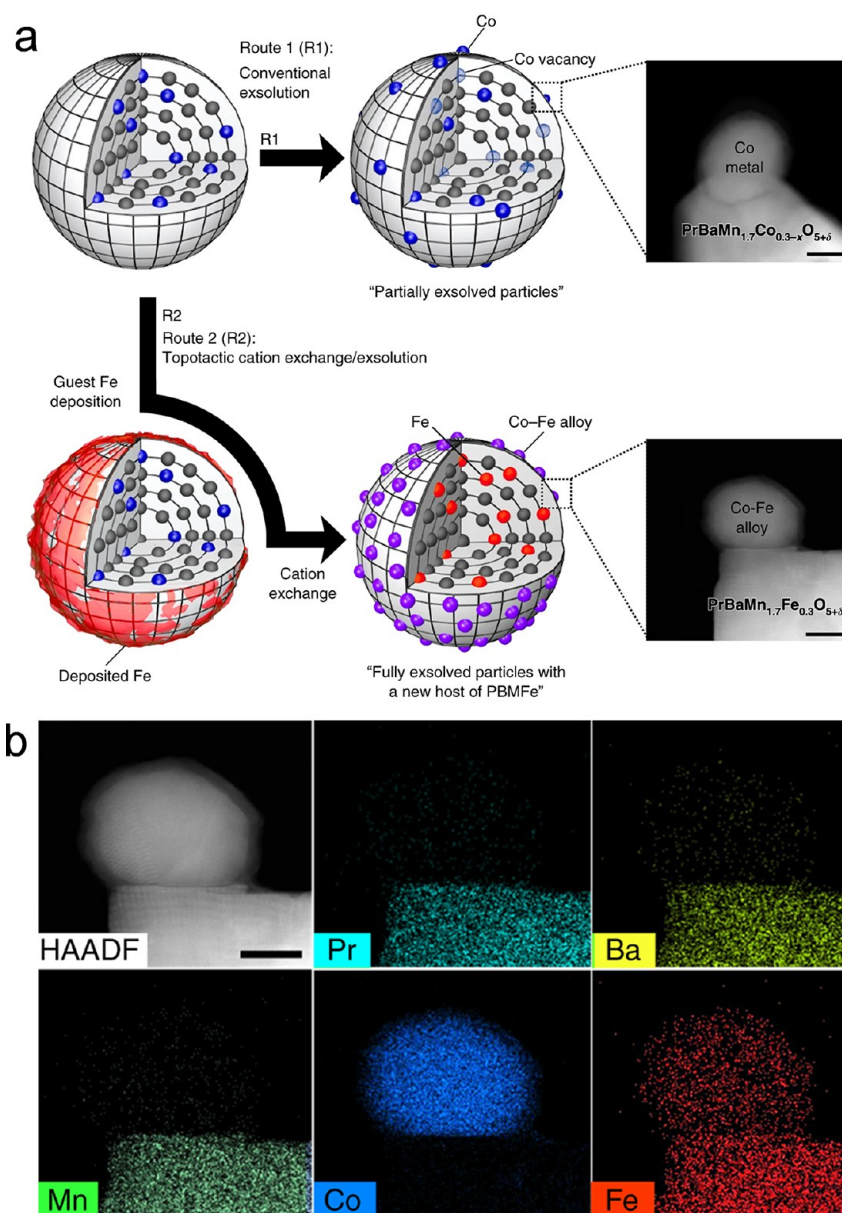 a
Route 1 (R1):
Conventional
exsolution
R1
Co
Co vacancy
Co
metal
PrBaMn1.7Co0.3–xO5+δ
“Partially exsolved particles”
R2
Route 2 (R2):
Topotactic cation exchange/exsolution
Guest Fe
deposition
Fe
Co–Fe alloy
Co-Fe
alloy
PrBaMn1.7Fe0.3O5+δ
Cation
exchange
Deposited Fe
“Fully exsolved particles with
a new host of PBMFe”
b
HAADF
Pr
Ba
Mn
Co
Fe